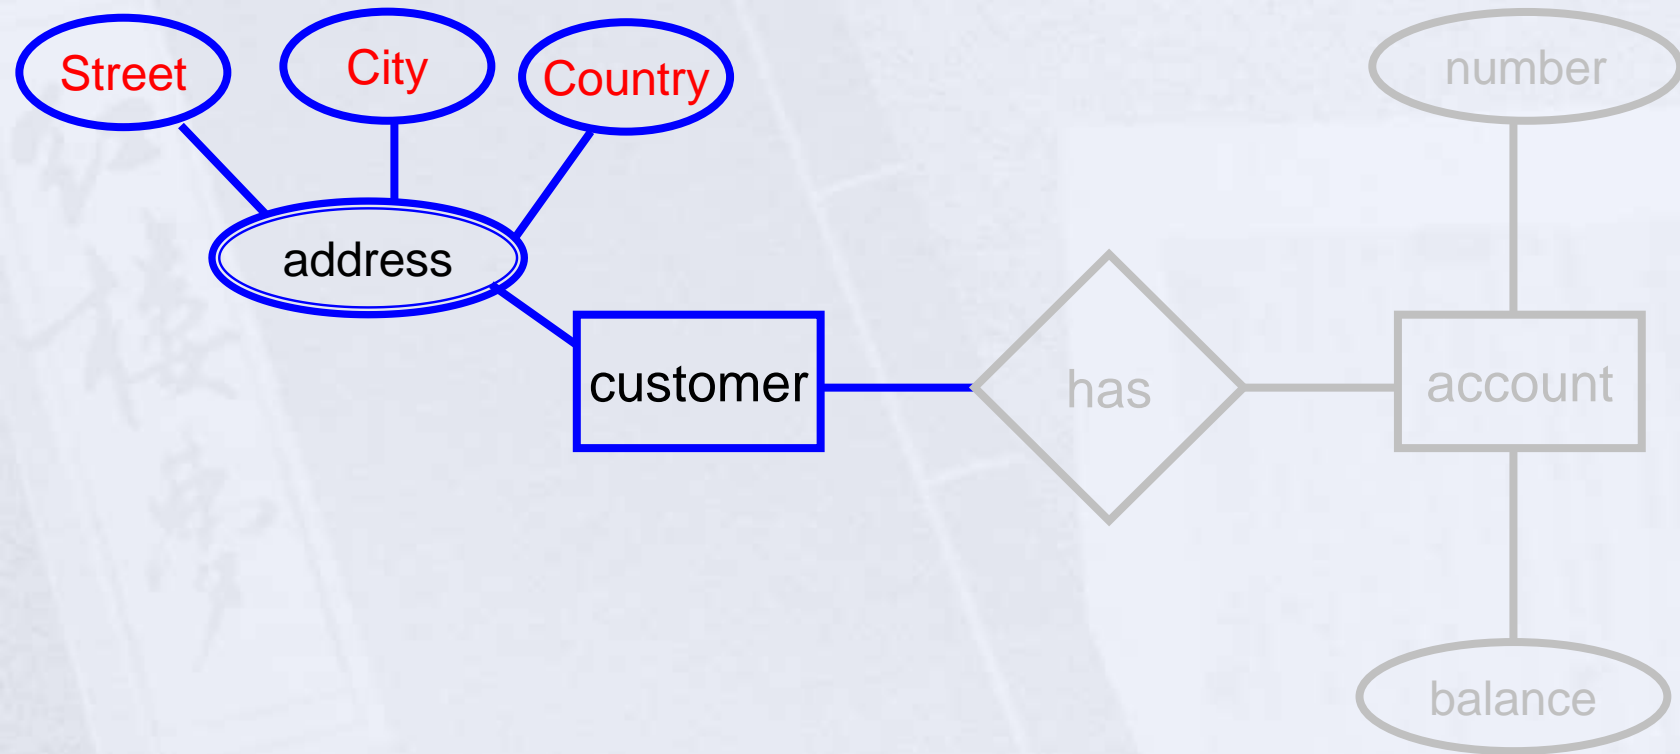 Street
City
Country
number
address
customer
has
account
balance